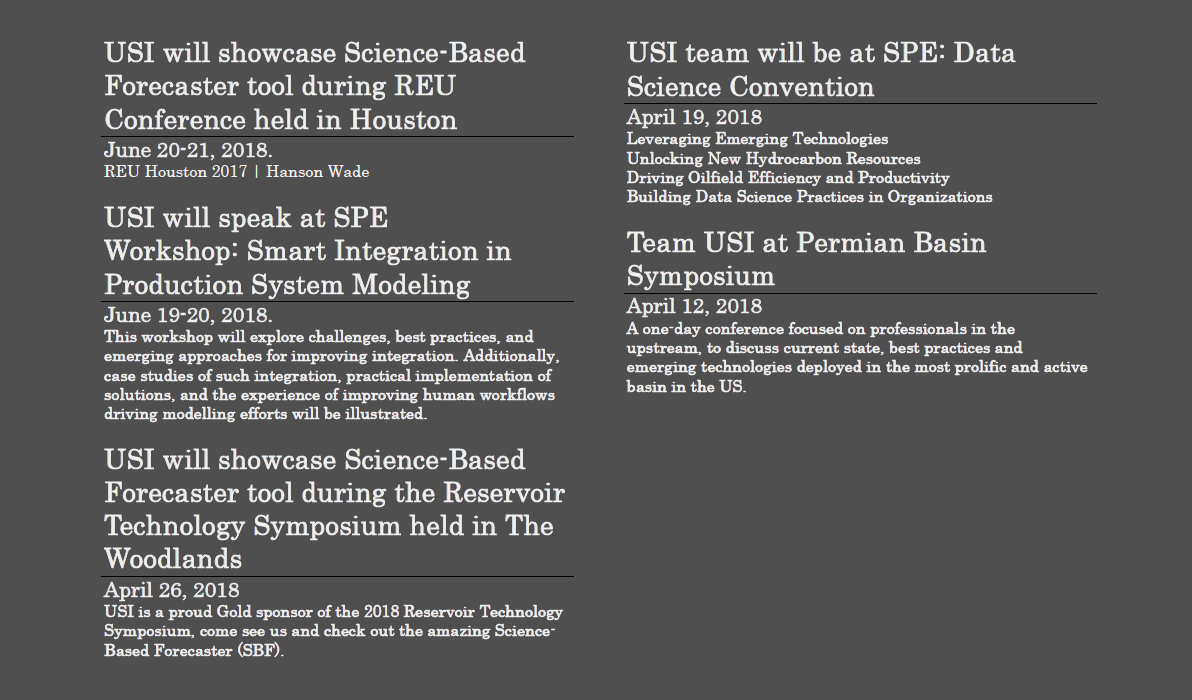 USI will showcase Science-Based
Forecaster tool during REU
Conference held in Houston
June 20-21, 2018.
REU Houston 2017 | Hanson Wade
USI will speak at SPE
Workshop: Smart Integration in
Production System Modeling
June 19-20, 2018.
This workshop will explore challenges, best practices, and
emerging approaches for improving integration. Additionally,
case studies of such integration, practical implementation of
solutions, and the experience of improving human workflows
driving modelling efforts will be illustrated.
USI will showcase Science-Based
Forecaster tool during the Reservoir
Technology Symposium held in The
Woodlands
April 26, 2018
USI is a proud Gold sponsor of the 2018 Reservoir Technology
Symposium, come see us and check out the amazing Science-
Based Forecaster (SBF).
USI team will be at SPE: Data
Science Convention
April 19, 2018
Leveraging Emerging Technologies
Unlocking New Hydrocarbon Resources
Driving Oilfield Efficiency and Productivity
Building Data Science Practices in Organizations
Team USI at Permian Basin
Symposium
April 12, 2018
A one-day conference focused on professionals in the
upstream, to discuss current state, best practices and
emerging technologies deployed in the most prolific and active
basin in the US.